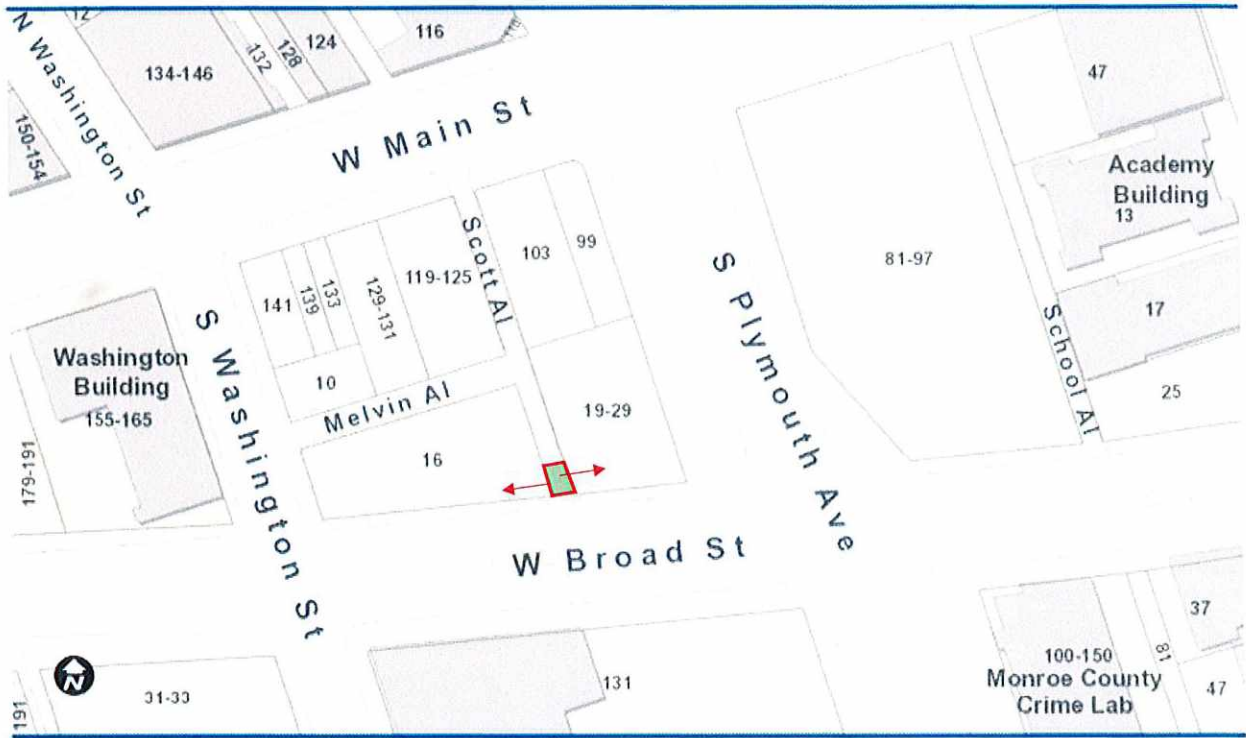 12
N Washington St
134-146
132
128
124
116
150-154
W Main St
47
Academy
Building
13
Scott Al
103
99
81-97
141
139
133
129-131
119-125
S Plymouth Ave
School Al
17
Washington
Building
155-165
S Washington St
10
Melvin Al
19-29
25
179-191
16
W Broad St
37
100-150
Monroe County
Crime Lab
81
47
N
191
31-33
131